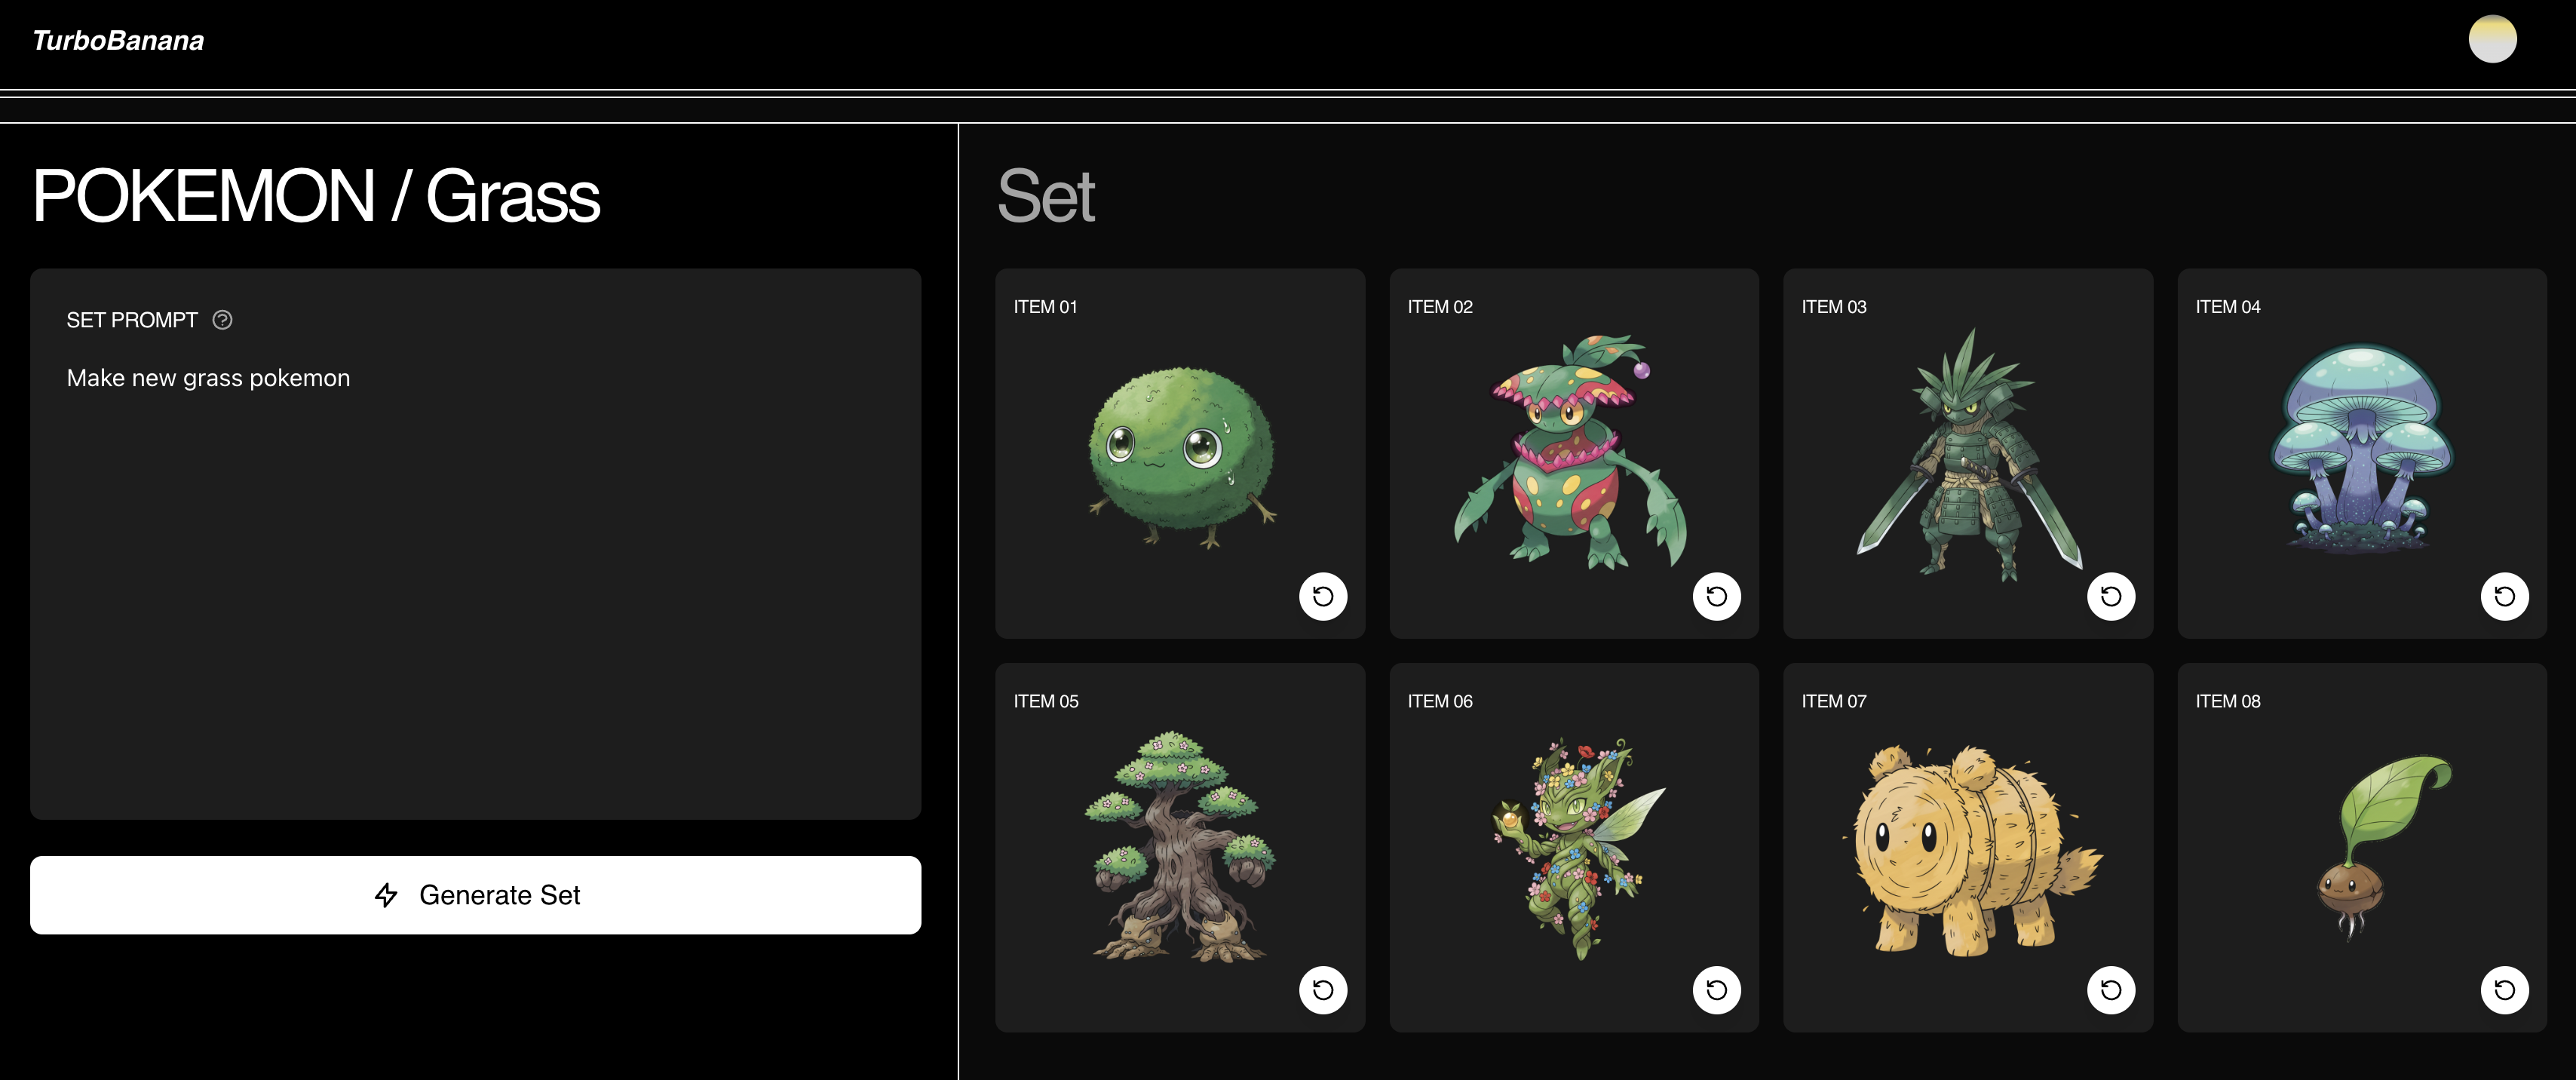 TurboBanana
POKEMON / Grass
SET PROMPT
Make new grass pokemon
Generate Set
Set
ITEM 01
ITEM 02
ITEM 03
ITEM 04
ITEM 05
ITEM 06
ITEM 07
ITEM 08